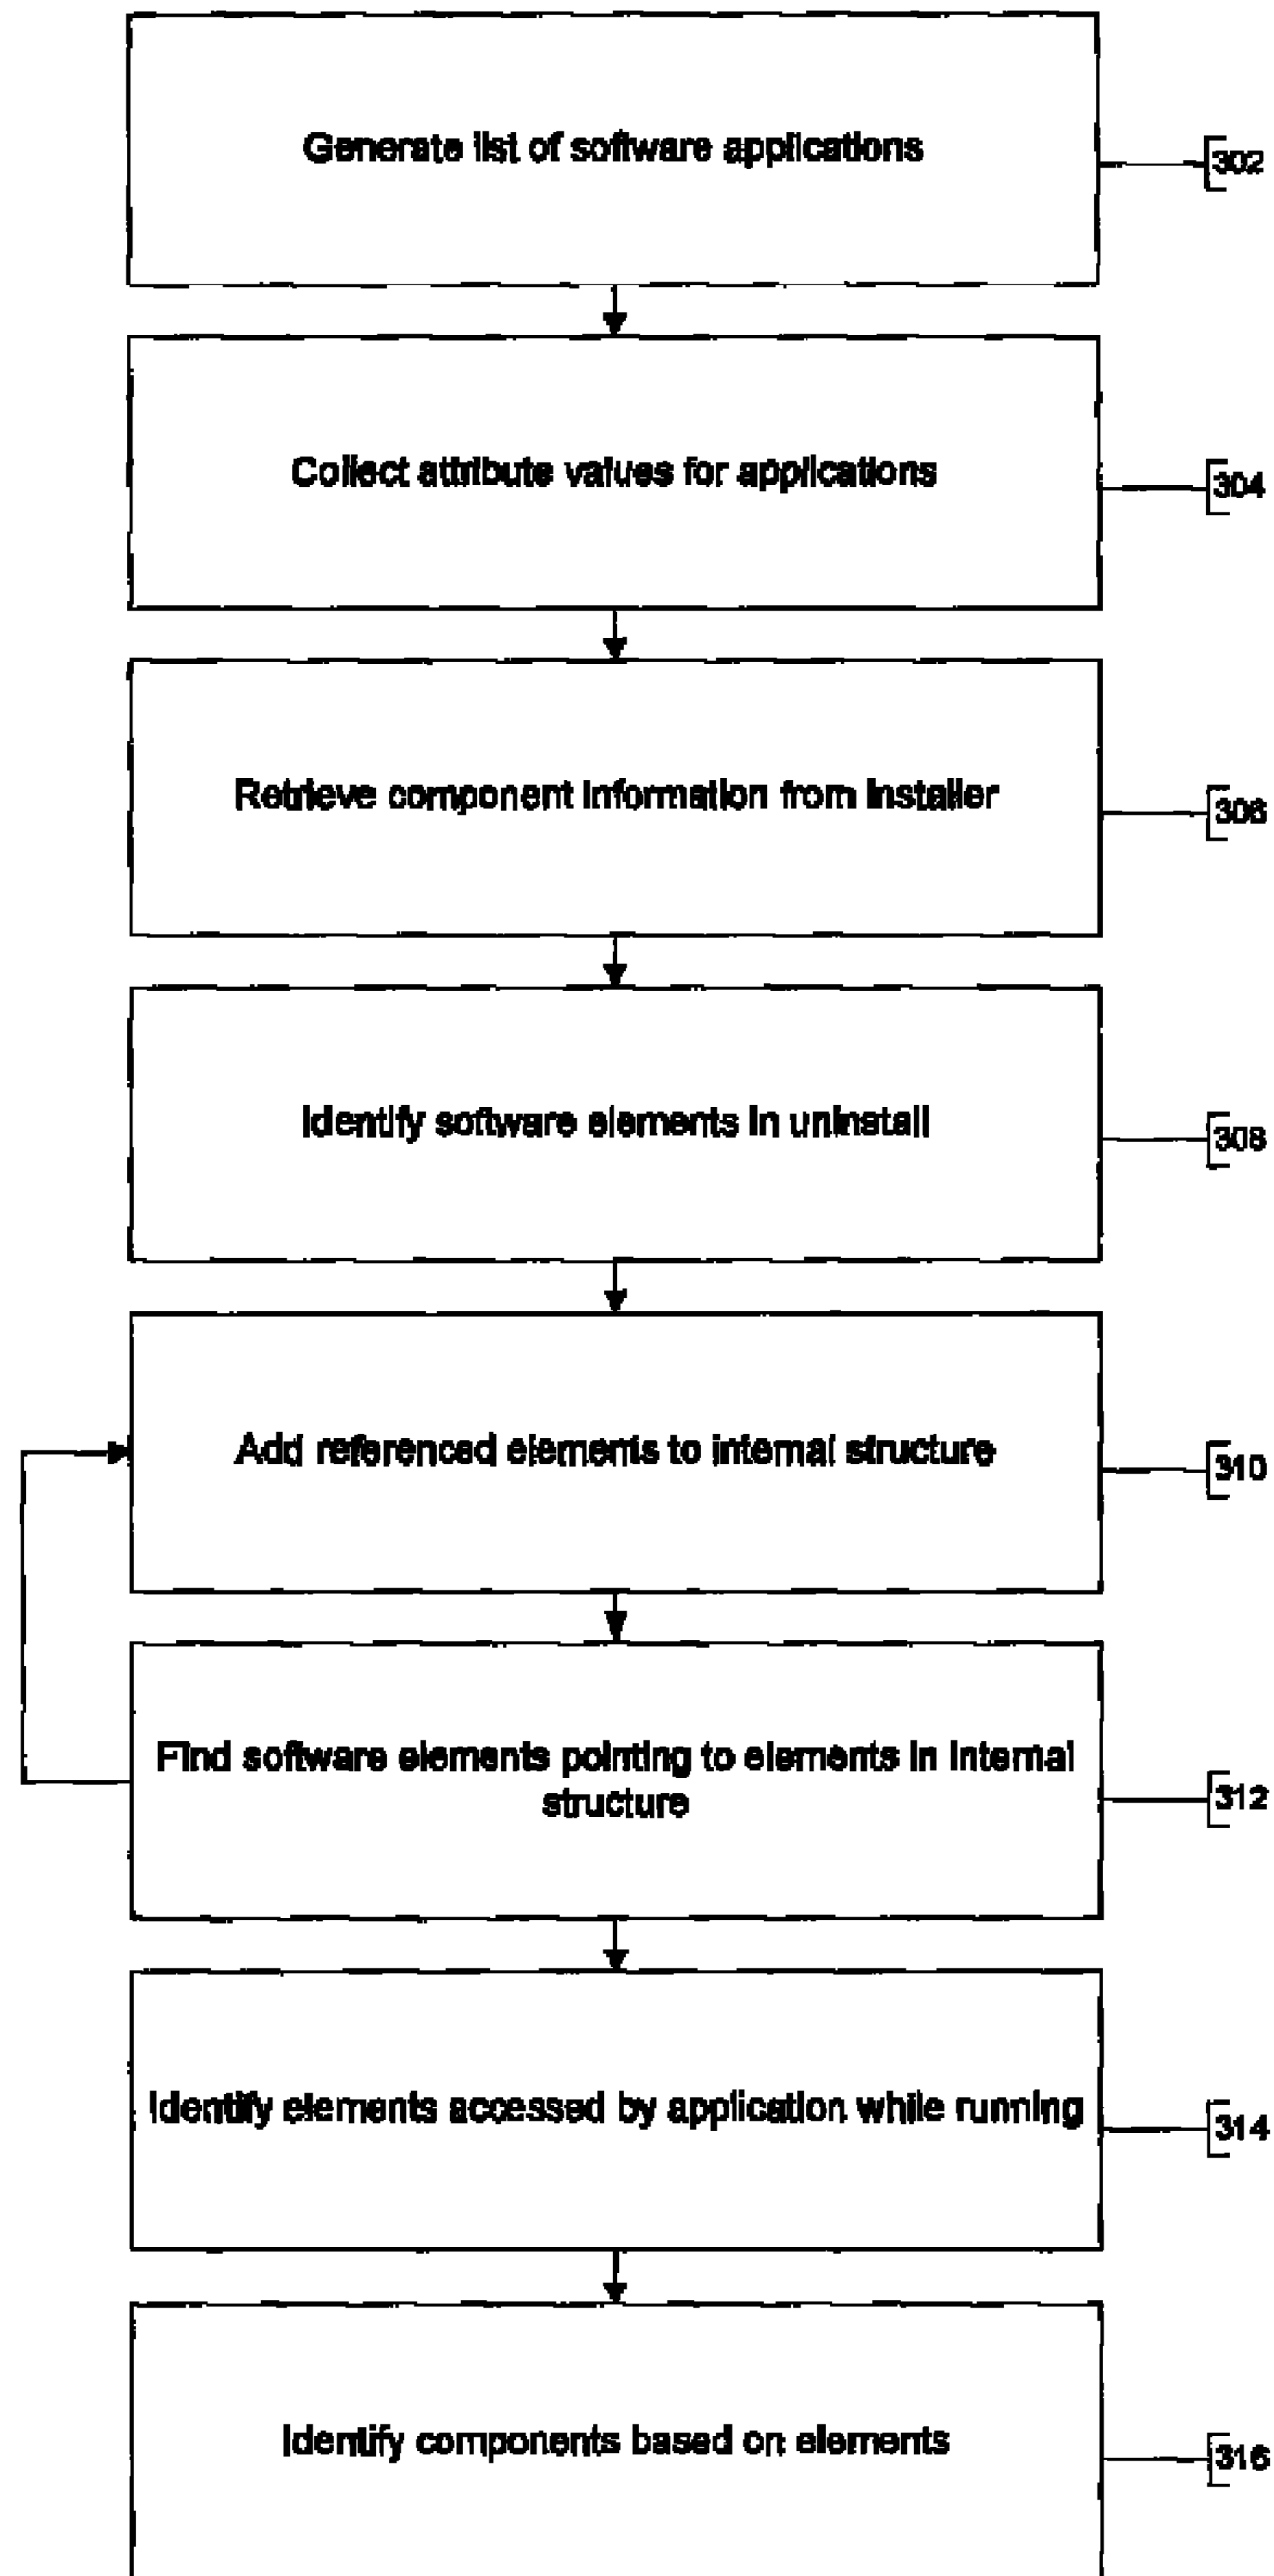 Generate list of software applications
302
Collect attribute values for applications
304
Retrieve component information from installer
306
Identify software elements in uninstall
308
Add referenced elements to internal structure
310
Find software elements pointing to elements in internal
structure
312
Identify elements accessed by application while running
314
Identify components based on elements
316